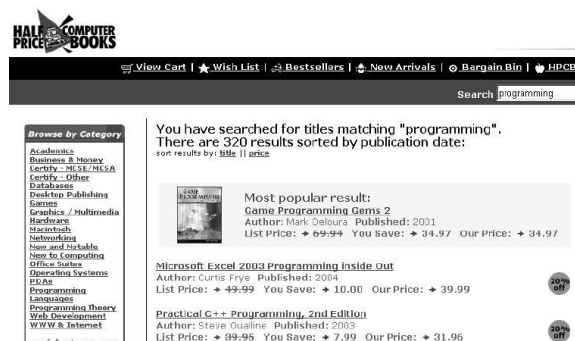 HALF COMPUTER
PRICE BOOKS
View Cart | Wish List | Bestsellers | New Arrivals | Bargain Bin | HPCB
Search programming
Browse by Category
Academics
Business & Money
Certify - MCSE/MCSA
Certify - Other
Databases
Desktop Publishing
Games
Graphics / Multimedia
Hardware
Macintosh
Networking
New and Notable
New to Computing
Office Suites
Operating Systems
PDAs
Programming
Languages
Programming Theory
Web Development
WWW & Internet
You have searched for titles matching "programming".
There are 320 results sorted by publication date:
sort results by: title || price
GAME
PROGRAMMING
Most popular result:
Game Programming Gems 2
Author: Mark Deloura Published: 2001
List Price: 69.94 You Save: 34.97 Our Price: 34.97
Microsoft Excel 2003 Programming Inside Out
Author: Curtis Frye Published: 2004
List Price: 49.99 You Save: 10.00 Our Price: 39.99
20%
off
Practical C++ Programming, 2nd Edition
Author: Steve Oualline Published: 2003
List Price: 39.95 You Save: 7.99 Our Price: 31.96
20%
off